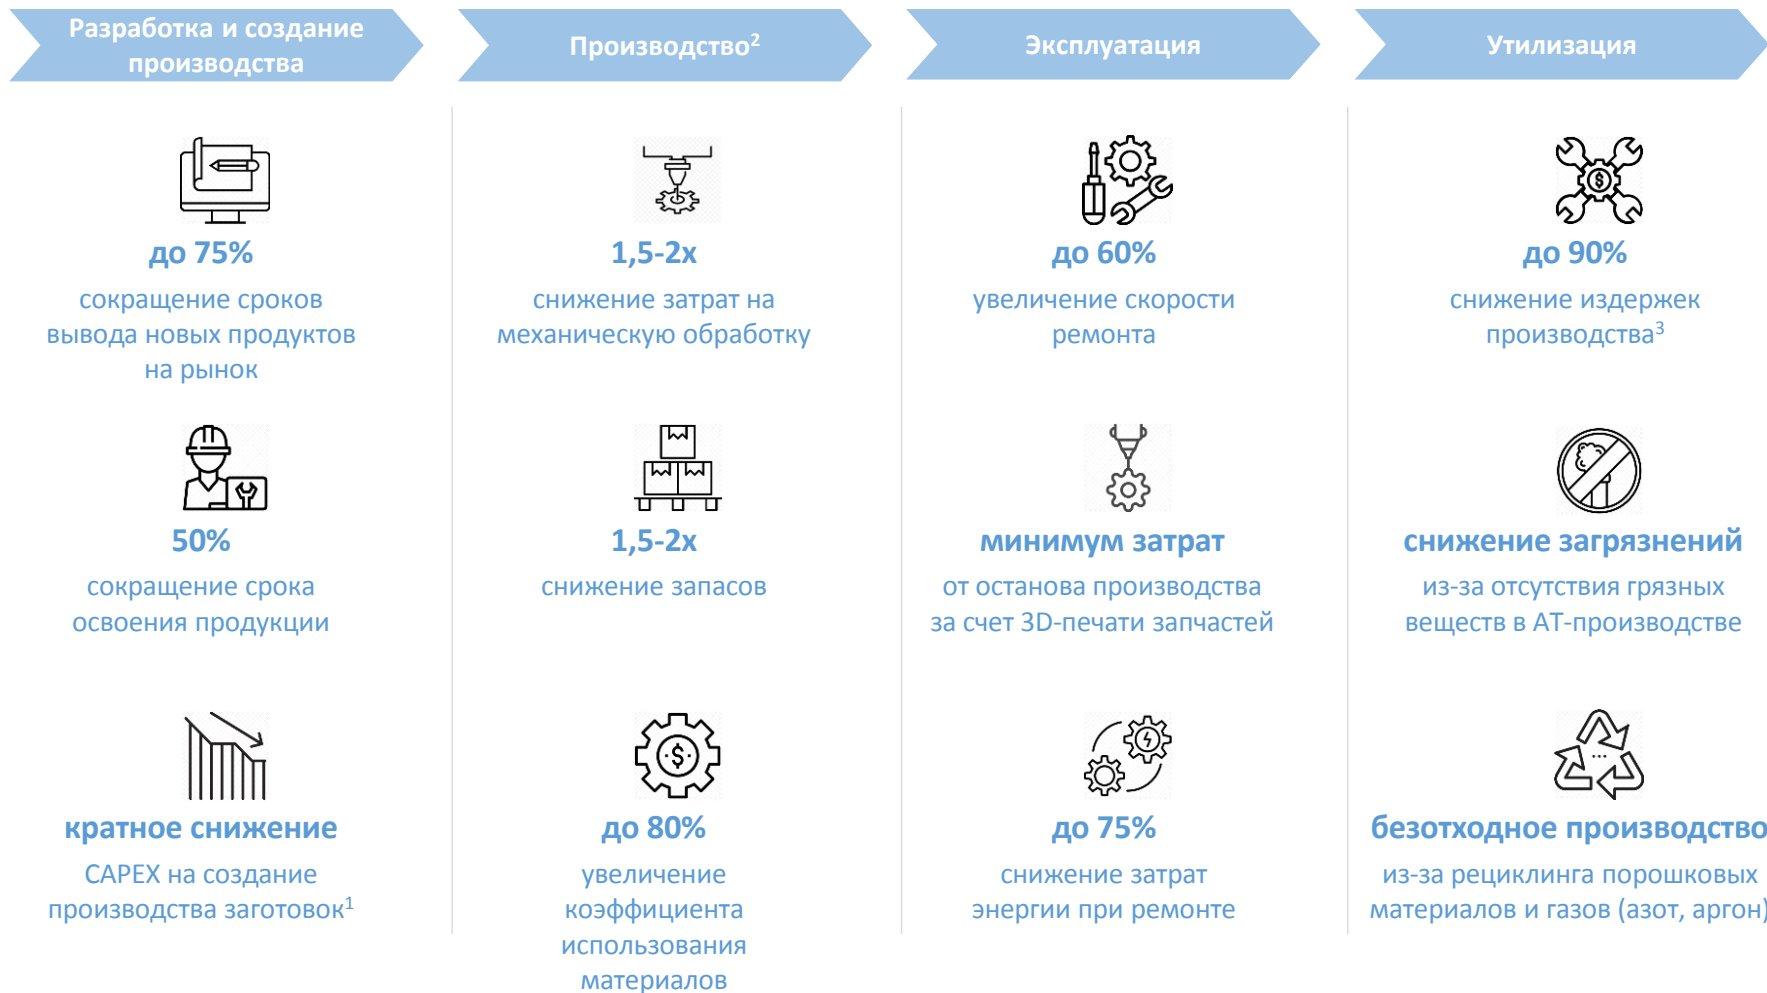 Разработка и создание
производства
Производство²
Эксплуатация
Утилизация
до 75%
сокращение сроков
вывода новых продуктов
на рынок
50%
сокращение срока
освоения продукции
кратное снижение
CAPEX на создание
производства заготовок¹
1,5-2x
снижение затрат на
механическую обработку
1,5-2x
снижение запасов
до 80%
увеличение
коэффициента
использования
материалов
до 60%
увеличение скорости
ремонта
минимум затрат
от останова производства
за счет 3D-печати запчастей
до 75%
снижение затрат
энергии при ремонте
до 90%
снижение издержек
производства³
снижение загрязнений
из-за отсутствия грязных
веществ в АТ-производстве
безотходное производство
из-за рециклинга порошковых
материалов и газов (азот, аргон)